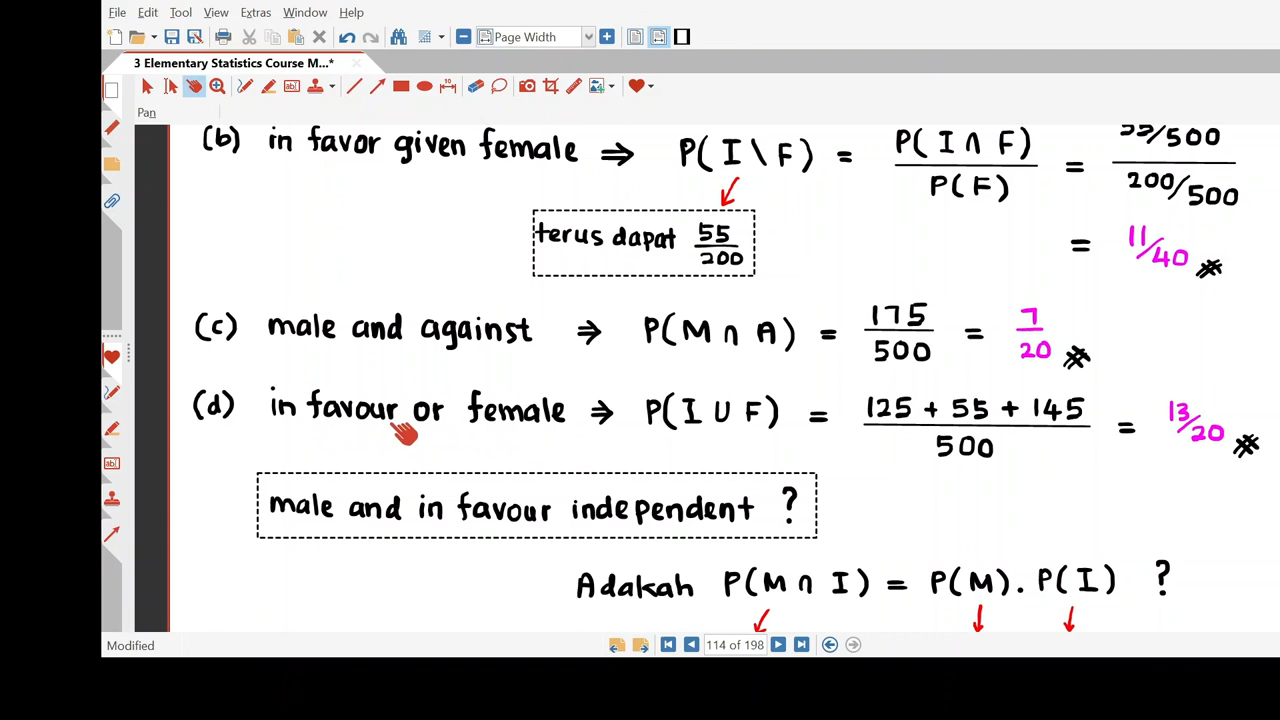 File Edit Tool View Extras Window Help
Page Width
3 Elementary Statistics Course M...*
Pan
(b) in favor given female ⇒ P( I \ F) = P( I ∩ F) / P( F ) = 55/500 / 200/500
terus dapat 55/200
= 11/40 *
(c) male and against ⇒ P( M ∩ A ) = 175/500 = 7/20 *
(d) in favour or female ⇒ P( I ∪ F ) = 125 + 55 + 145 / 500 = 13/20 *
male and in favour independent ?
Adakah P( M ∩ I ) = P(M). P( I ) ?
Modified
114 of 198